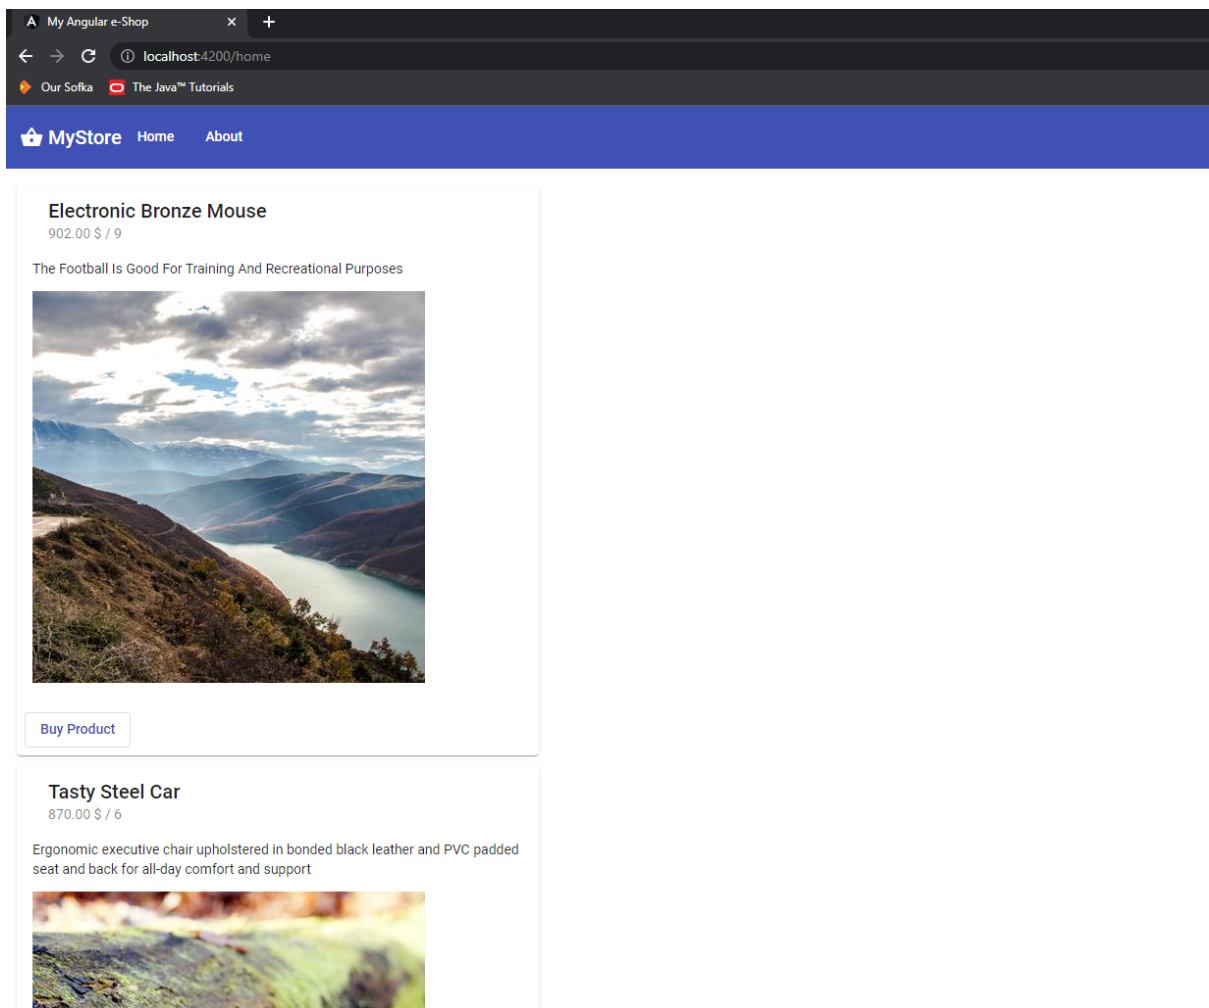 My Angular e-Shop
localhost:4200/home
Our Sofka The Java™ Tutorials
MyStore Home About
Electronic Bronze Mouse
902.00 $ / 9
The Football Is Good For Training And Recreational Purposes
Buy Product
Tasty Steel Car
870.00 $ / 6
Ergonomic executive chair upholstered in bonded black leather and PVC padded
seat and back for all-day comfort and support